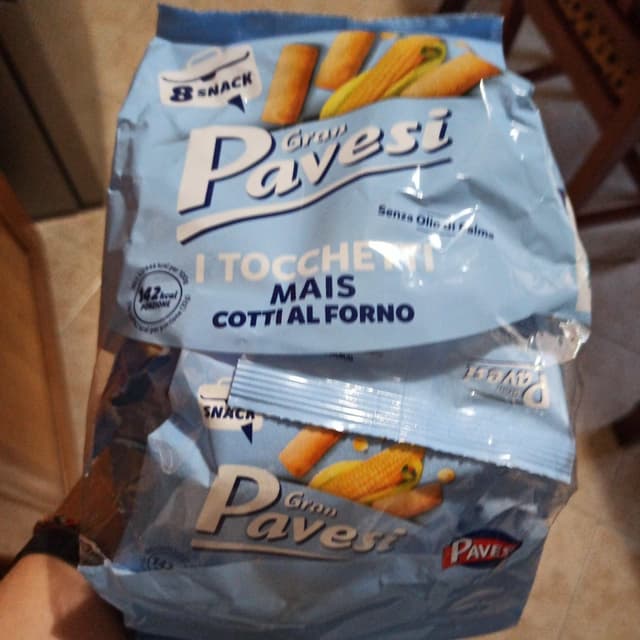 8 SNACK
Gran
Pavesi
Senza Olio di Palma
I TOCCHETTI
MAIS
COTTI AL FORNO
142 kcal
PAVESI
SNACK
Gran
Pavesi
PAVESI